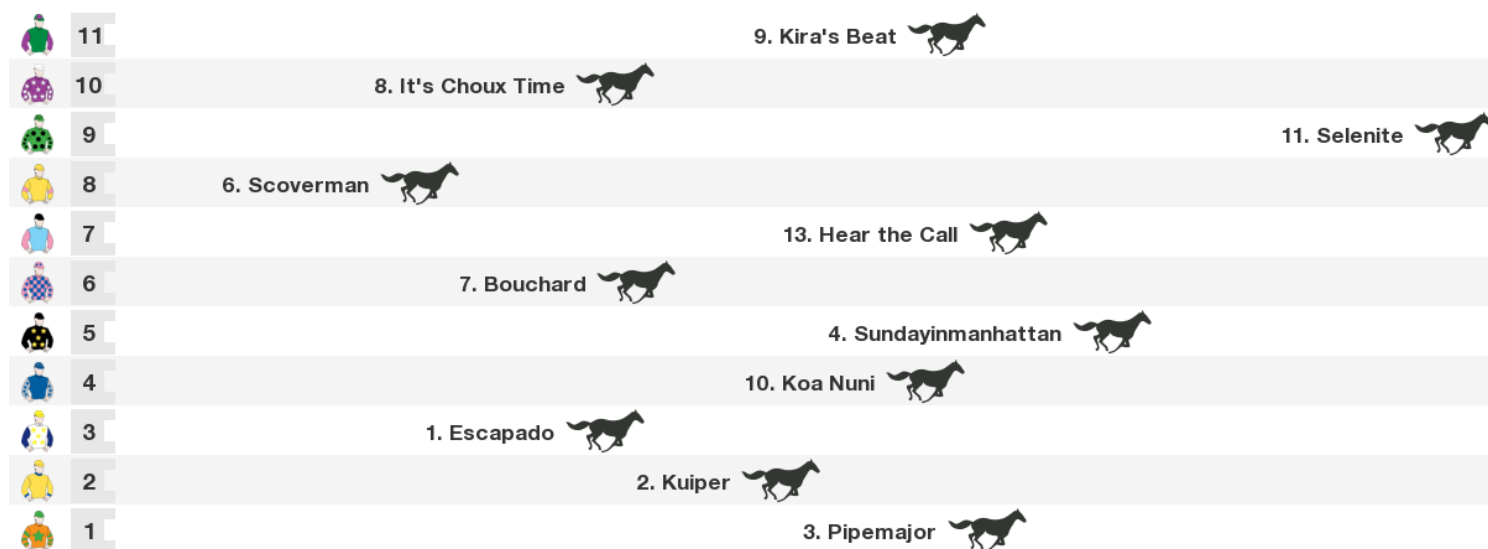 11 9. Kira's Beat
10 8. It's Choux Time
9 11. Selenite
8 6. Scoverman
7 13. Hear the Call
6 7. Bouchard
5 4. Sundayinmanhattan
4 10. Koa Nuni
3 1. Escapado
2 2. Kuiper
1 3. Pipemajor